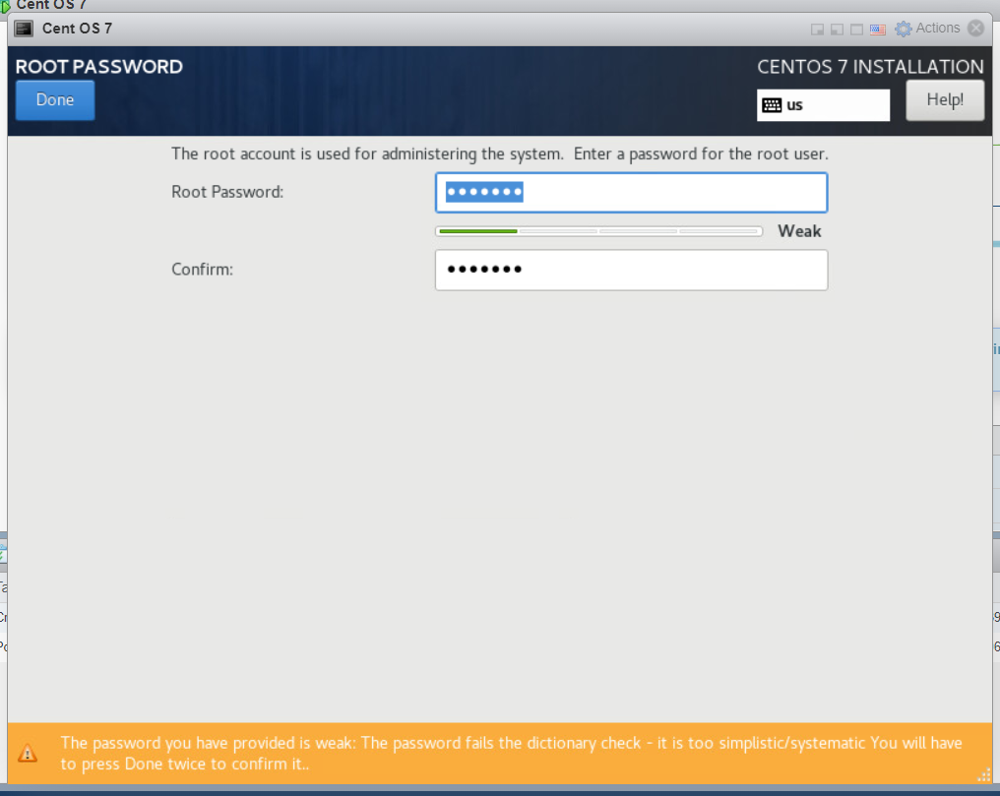 Cent OS 7
Cent OS 7
Actions
ROOT PASSWORD
CENTOS 7 INSTALLATION
Done
us
Help!
The root account is used for administering the system. Enter a password for the root user.
Root Password:
•••••••
Weak
Confirm:
•••••••
The password you have provided is weak: The password fails the dictionary check - it is too simplistic/systematic You will have
to press Done twice to confirm it..